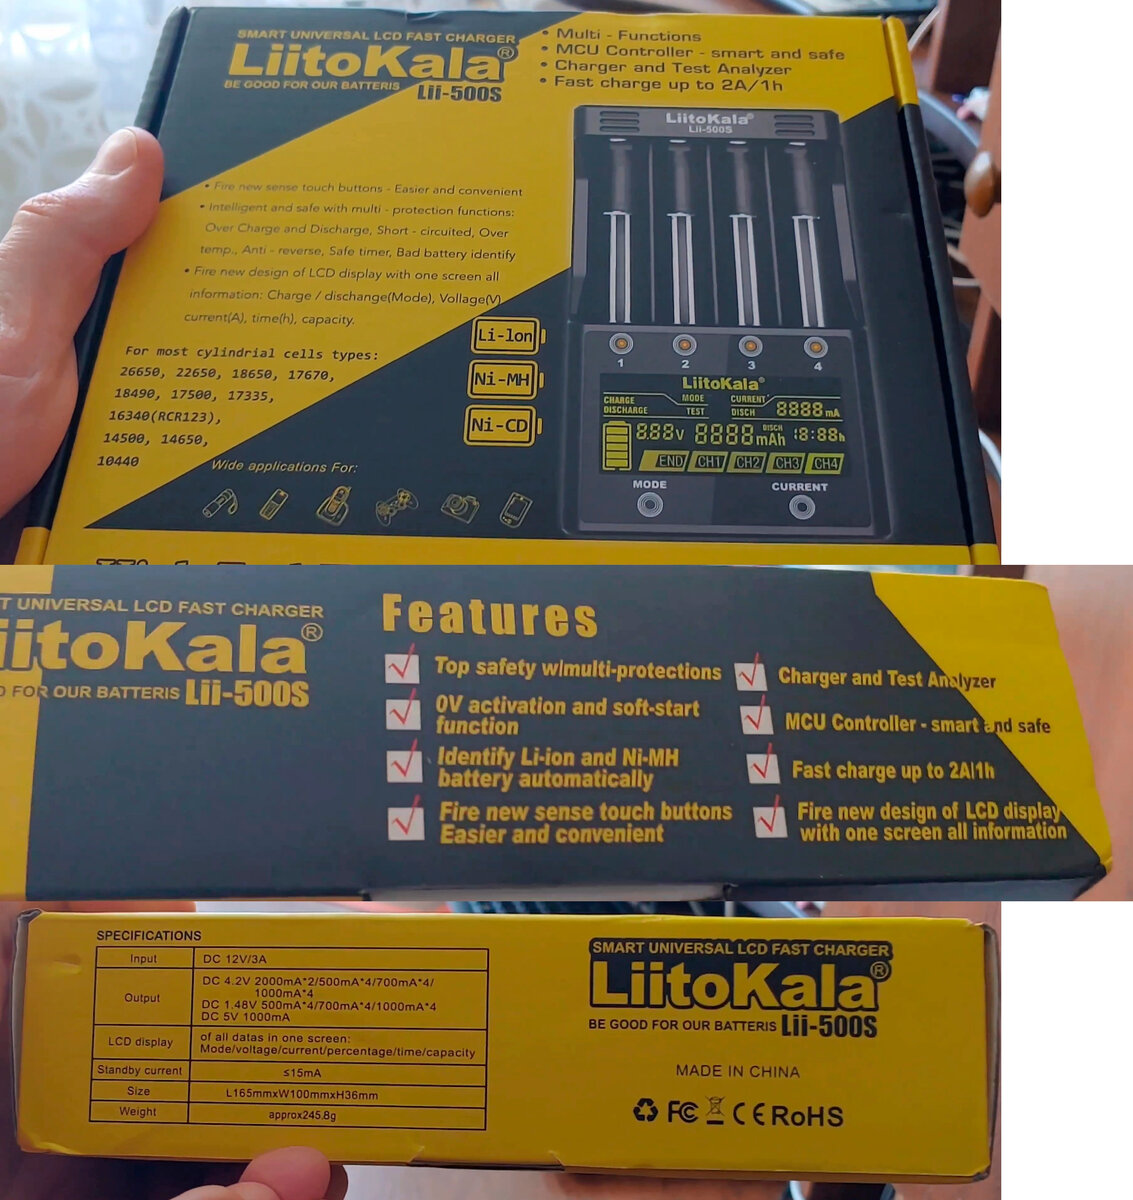 SMART UNIVERSAL LCD FAST CHARGER
LiitoKala®
BE GOOD FOR OUR BATTERIS Lii-500S
• Multi - Functions
• MCU Controller - smart and safe
• Charger and Test Analyzer
• Fast charge up to 2A/1h
LiitoKala®
Lii-500S
• Fire new sense touch buttons - Easier and convenient
• Intelligent and safe with multi - protection functions:
Over Charge and Discharge, Short - circuited, Over
temp., Anti - reverse, Safe timer, Bad battery identify
• Fire new design of LCD display with one screen all
information: Charge / discharge(Mode), Voltage(V)
current(A), time(h), capacity.
For most cylindrial cells types:
26650, 22650, 18650, 17670,
18490, 17500, 17335,
16340(RCR123),
14500, 14650,
10440
Li-lon
Ni-MH
Ni-CD
Wide applications For:
1 2 3 4
LiitoKala®
CHARGE MODE CURRENT
DISCHARGE TEST DISCH 8888mA
8.88V 8888mAh DISCH 18:88h
END CH1 CH2 CH3 CH4
MODE CURRENT
T UNIVERSAL LCD FAST CHARGER
iitoKala®
D FOR OUR BATTERIS Lii-500S
Features
Top safety w/multi-protections
0V activation and soft-start
function
Identify Li-ion and Ni-MH
battery automatically
Fire new sense touch buttons
Easier and convenient
Charger and Test Analyzer
MCU Controller - smart and safe
Fast charge up to 2A/1h
Fire new design of LCD display
with one screen all information
SPECIFICATIONS
Input DC 12V/3A
Output DC 4.2V 2000mA*2/500mA*4/700mA*4/
1000mA*4
DC 1.48V 500mA*4/700mA*4/1000mA*4
DC 5V 1000mA
LCD display of all datas in one screen:
Mode/voltage/current/percentage/time/capacity
Standby current ≤15mA
Size L165mmxW100mmxH36mm
Weight approx245.8g
SMART UNIVERSAL LCD FAST CHARGER
LiitoKala®
BE GOOD FOR OUR BATTERIS Lii-500S
MADE IN CHINA
FC CE RoHS